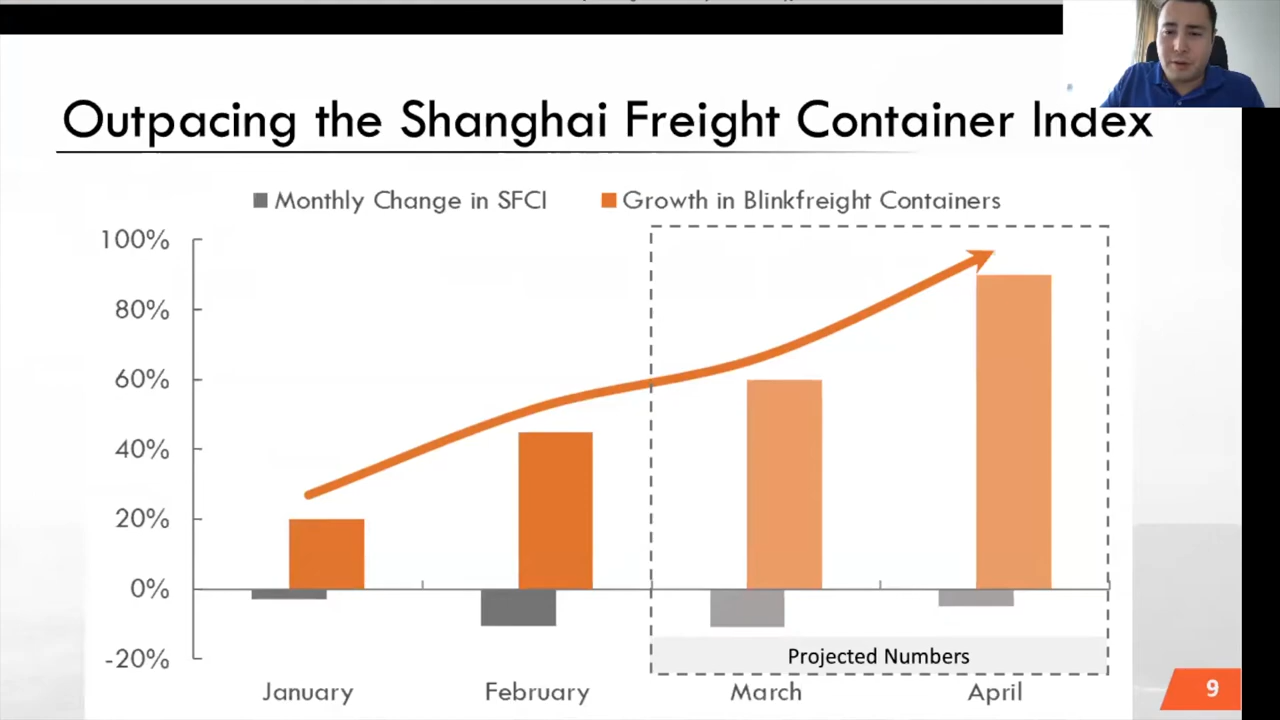 Outpacing the Shanghai Freight Container Index
Monthly Change in SFCI
Growth in Blinkfreight Containers
100%
80%
60%
40%
20%
0%
-20%
Projected Numbers
January
February
March
April
9